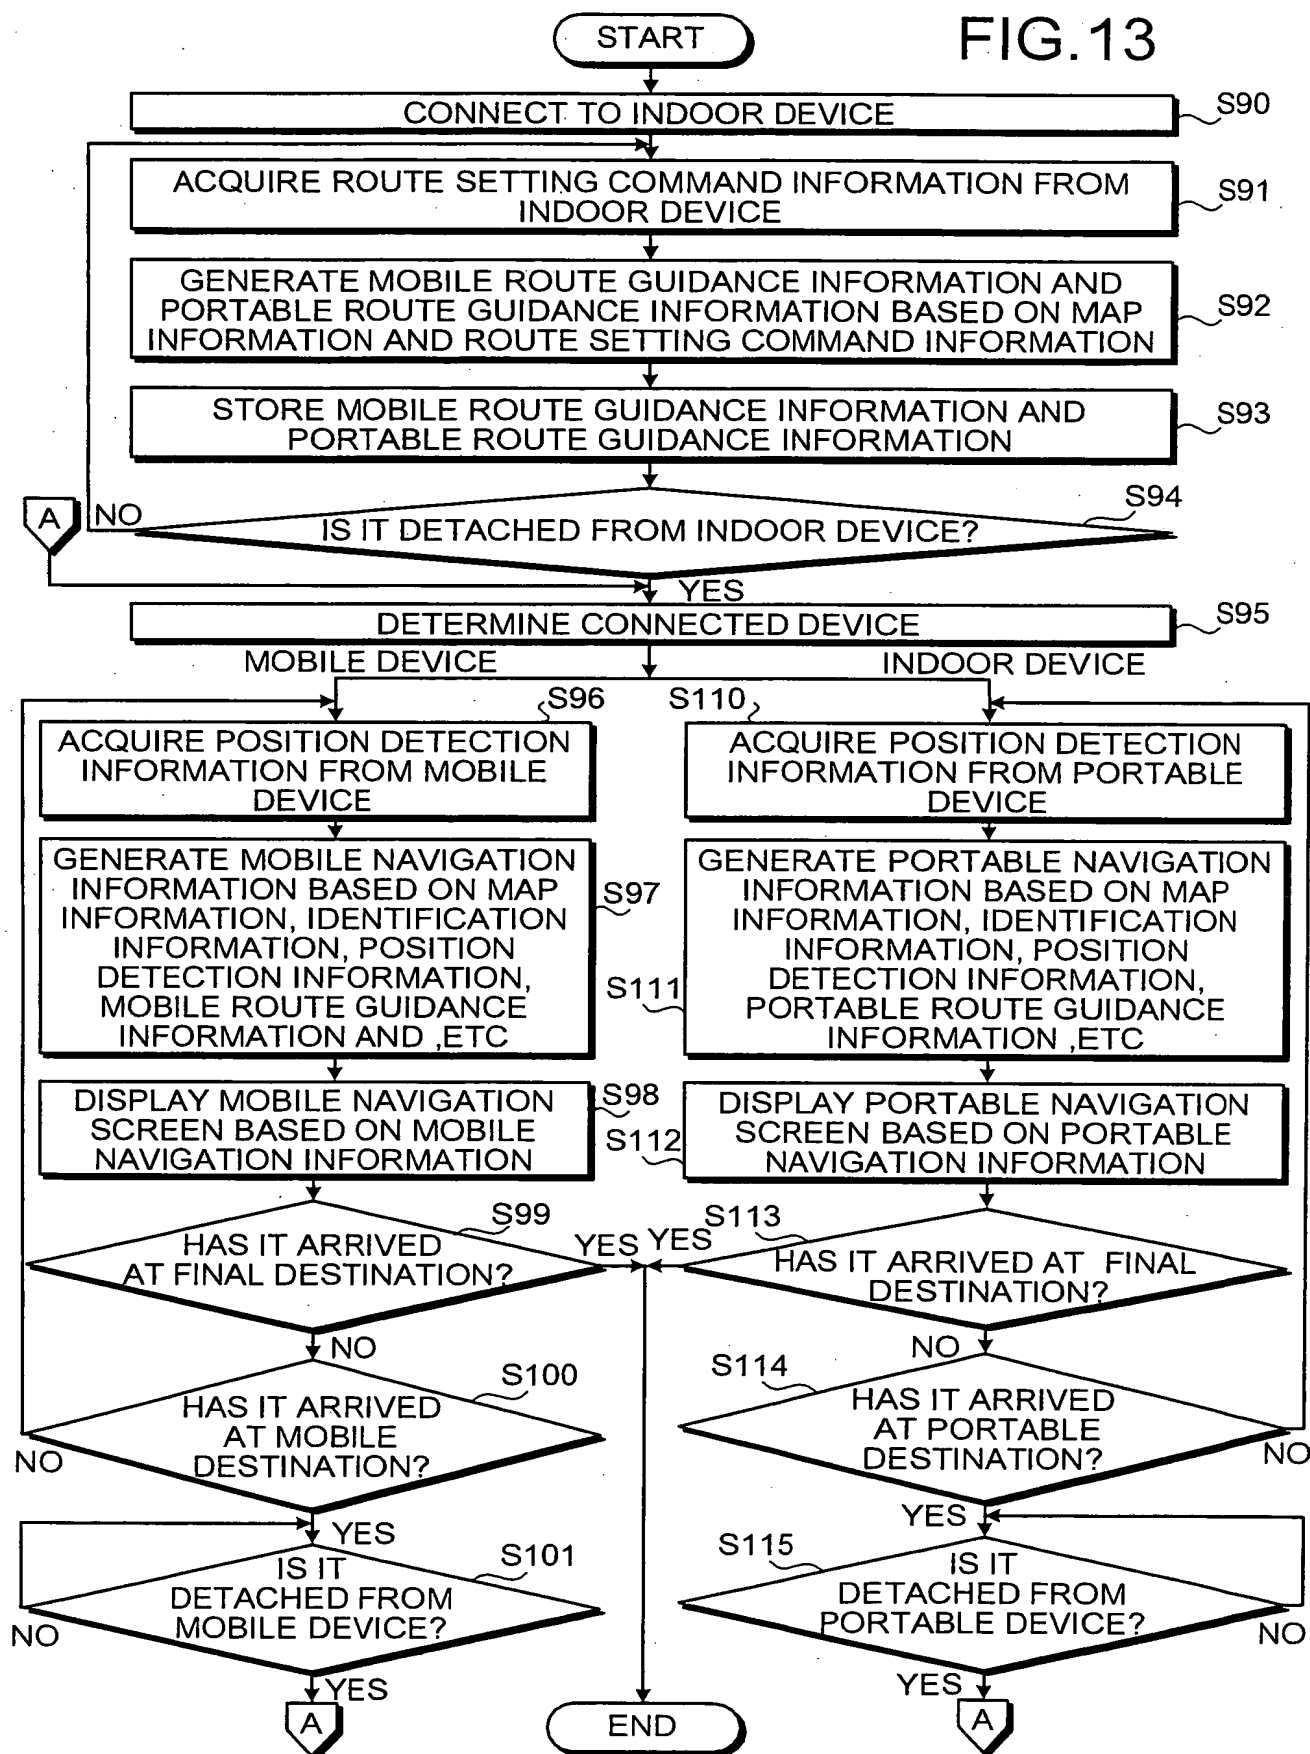 START
FIG.13
CONNECT TO INDOOR DEVICE
S90
ACQUIRE ROUTE SETTING COMMAND INFORMATION FROM
INDOOR DEVICE
S91
GENERATE MOBILE ROUTE GUIDANCE INFORMATION AND
PORTABLE ROUTE GUIDANCE INFORMATION BASED ON MAP
INFORMATION AND ROUTE SETTING COMMAND INFORMATION
S92
STORE MOBILE ROUTE GUIDANCE INFORMATION AND
PORTABLE ROUTE GUIDANCE INFORMATION
S93
A
NO
IS IT DETACHED FROM INDOOR DEVICE?
S94
YES
DETERMINE CONNECTED DEVICE
S95
MOBILE DEVICE
INDOOR DEVICE
S96
ACQUIRE POSITION DETECTION
INFORMATION FROM MOBILE
DEVICE
S110
ACQUIRE POSITION DETECTION
INFORMATION FROM PORTABLE
DEVICE
GENERATE MOBILE NAVIGATION
INFORMATION BASED ON MAP
INFORMATION, IDENTIFICATION
INFORMATION, POSITION
DETECTION INFORMATION,
MOBILE ROUTE GUIDANCE
INFORMATION AND ,ETC
S97
S111
GENERATE PORTABLE NAVIGATION
INFORMATION BASED ON MAP
INFORMATION, IDENTIFICATION
INFORMATION, POSITION
DETECTION INFORMATION,
PORTABLE ROUTE GUIDANCE
INFORMATION ,ETC
DISPLAY MOBILE NAVIGATION
SCREEN BASED ON MOBILE
NAVIGATION INFORMATION
S98
S112
DISPLAY PORTABLE NAVIGATION
SCREEN BASED ON PORTABLE
NAVIGATION INFORMATION
S99
HAS IT ARRIVED
AT FINAL DESTINATION?
YES
YES
S113
HAS IT ARRIVED AT FINAL
DESTINATION?
NO
NO
S100
HAS IT ARRIVED
AT MOBILE
DESTINATION?
NO
S114
HAS IT ARRIVED
AT PORTABLE
DESTINATION?
NO
YES
YES
S101
IS IT
DETACHED FROM
MOBILE DEVICE?
NO
S115
IS IT
DETACHED FROM
PORTABLE DEVICE?
NO
YES
YES
A
END
A